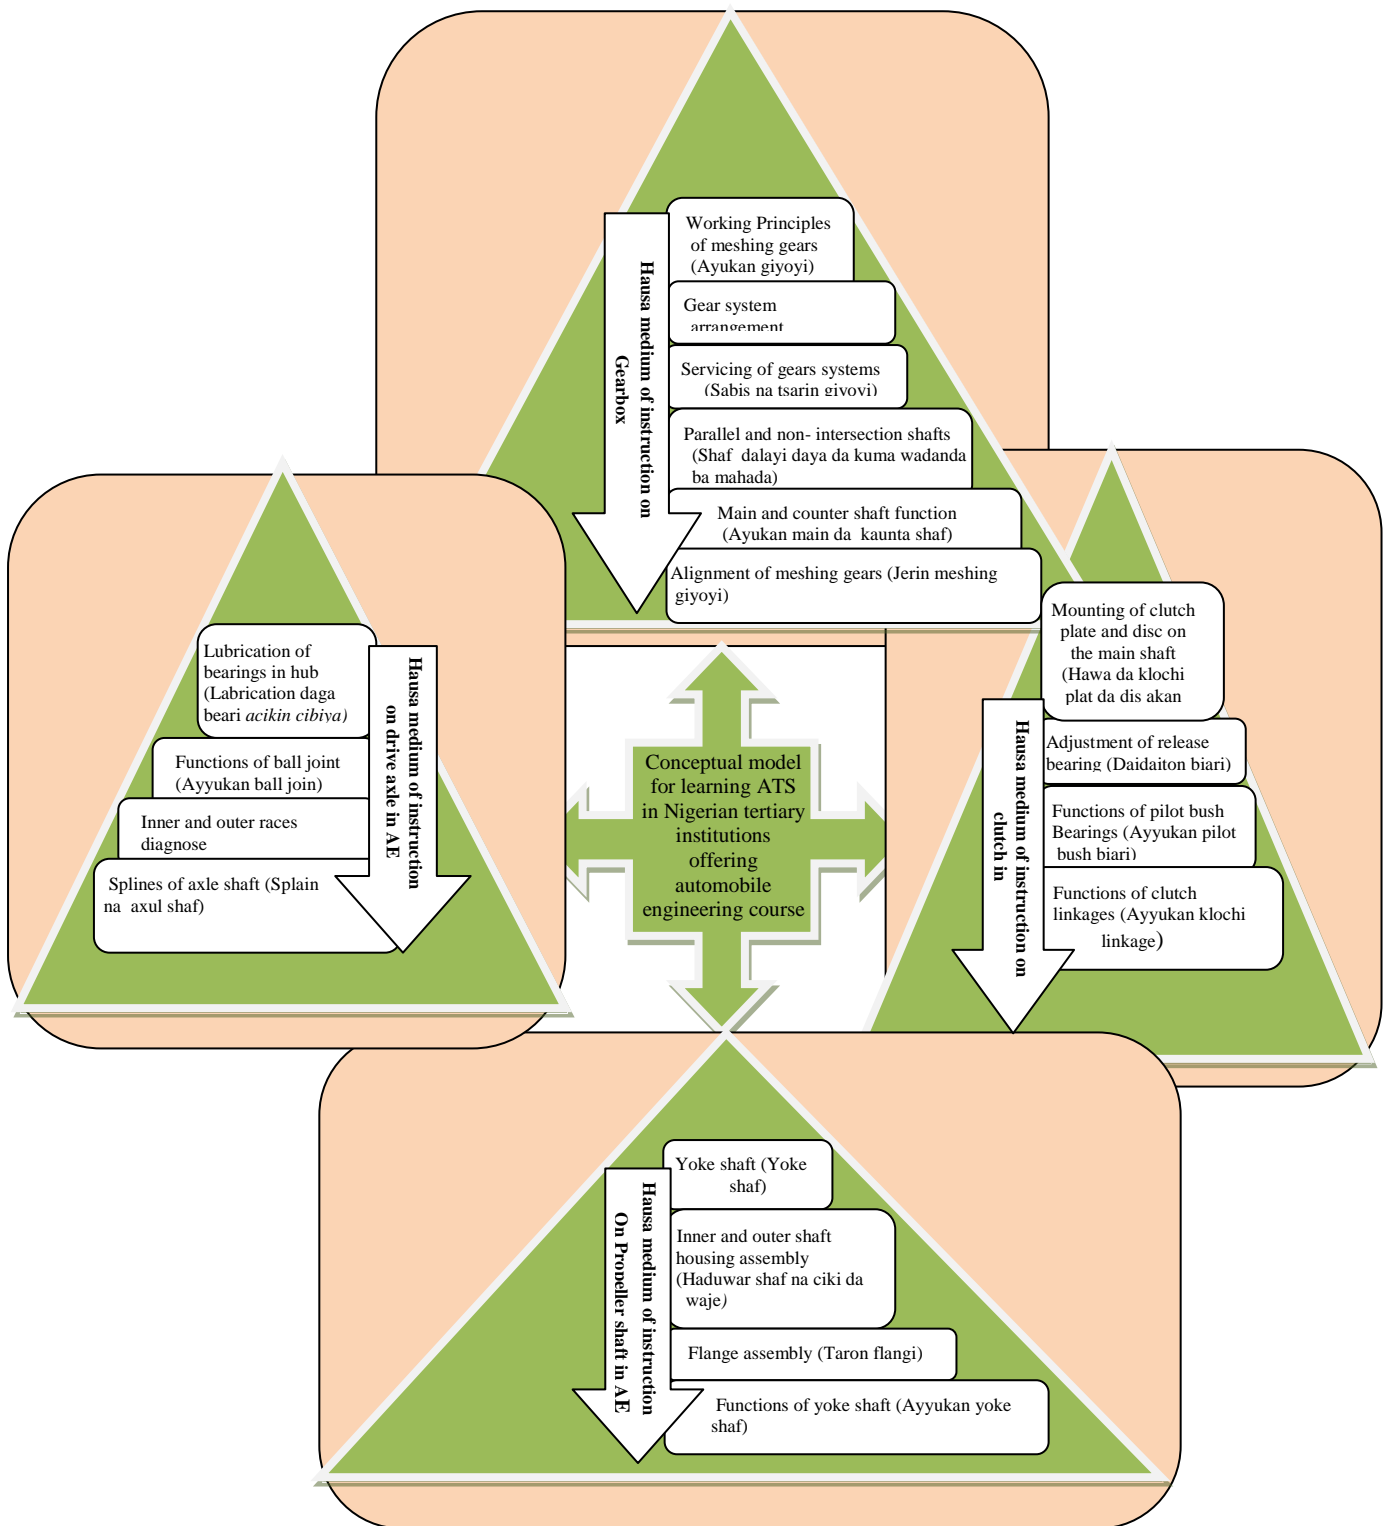 Working Principles
of meshing gears
(Ayukan giyoyi)
Gear system
arrangement
Servicing of gears systems
(Sabis na tsarin giyoyi)
Parallel and non- intersection shafts
(Shaf dalayi daya da kuma wadanda
ba mahada)
Main and counter shaft function
(Ayukan main da kaunta shaf)
Alignment of meshing gears (Jerin meshing
giyoyi)
Hausa medium of instruction on
Gearbox
Lubrication of
bearings in hub
(Labrication daga
beari acikin cibiya)
Functions of ball joint
(Ayyukan ball join)
Inner and outer races
diagnose
Splines of axle shaft (Splain
na axul shaf)
Hausa medium of instruction
on drive axle in AE
Conceptual model
for learning ATS
in Nigerian tertiary
institutions
offering
automobile
engineering course
Mounting of clutch
plate and disc on
the main shaft
(Hawa da klochi
plat da dis akan
Adjustment of release
bearing (Daidaiton biari)
Functions of pilot bush
Bearings (Ayyukan pilot
bush biari)
Functions of clutch
linkages (Ayyukan klochi
linkage)
Hausa medium of instruction on
clutch in
Yoke shaft (Yoke
shaf)
Inner and outer shaft
housing assembly
(Haduwar shaf na ciki da
waje)
Flange assembly (Taron flangi)
Functions of yoke shaft (Ayyukan yoke
shaf)
Hausa medium of instruction
On Propeller shaft in AE